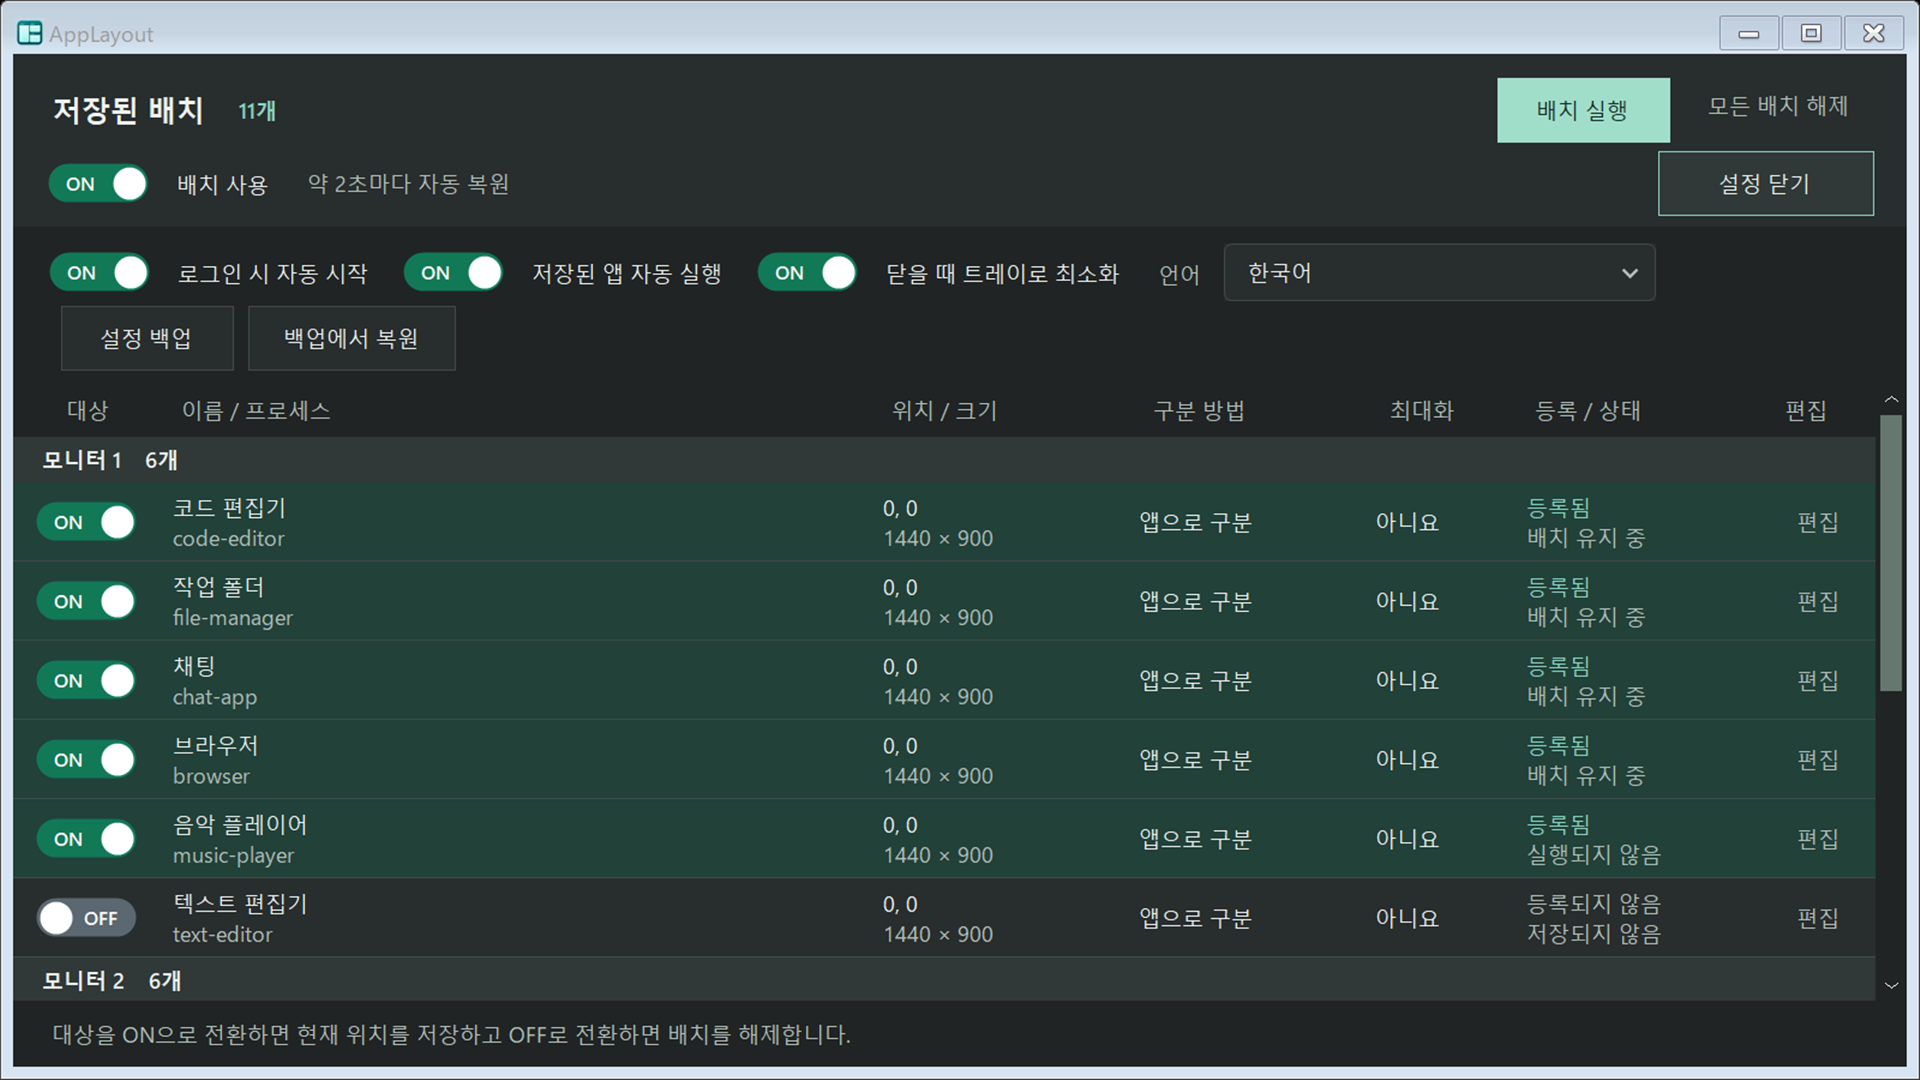 AppLayout
저장된 배치 11개
배치 실행 모든 배치 해제
ON 배치 사용 약 2초마다 자동 복원
설정 닫기
ON 로그인 시 자동 시작 ON 저장된 앱 자동 실행 ON 닫을 때 트레이로 최소화 언어 한국어
설정 백업 백업에서 복원
대상 이름 / 프로세스 위치 / 크기 구분 방법 최대화 등록 / 상태 편집
모니터 1 6개
ON 코드 편집기 0, 0 앱으로 구분 아니요 등록됨 편집
code-editor 1440 × 900 배치 유지 중
ON 작업 폴더 0, 0 앱으로 구분 아니요 등록됨 편집
file-manager 1440 × 900 배치 유지 중
ON 채팅 0, 0 앱으로 구분 아니요 등록됨 편집
chat-app 1440 × 900 배치 유지 중
ON 브라우저 0, 0 앱으로 구분 아니요 등록됨 편집
browser 1440 × 900 배치 유지 중
ON 음악 플레이어 0, 0 앱으로 구분 아니요 등록됨 편집
music-player 1440 × 900 실행되지 않음
OFF 텍스트 편집기 0, 0 앱으로 구분 아니요 등록되지 않음 편집
text-editor 1440 × 900 저장되지 않음
모니터 2 6개
대상을 ON으로 전환하면 현재 위치를 저장하고 OFF로 전환하면 배치를 해제합니다.